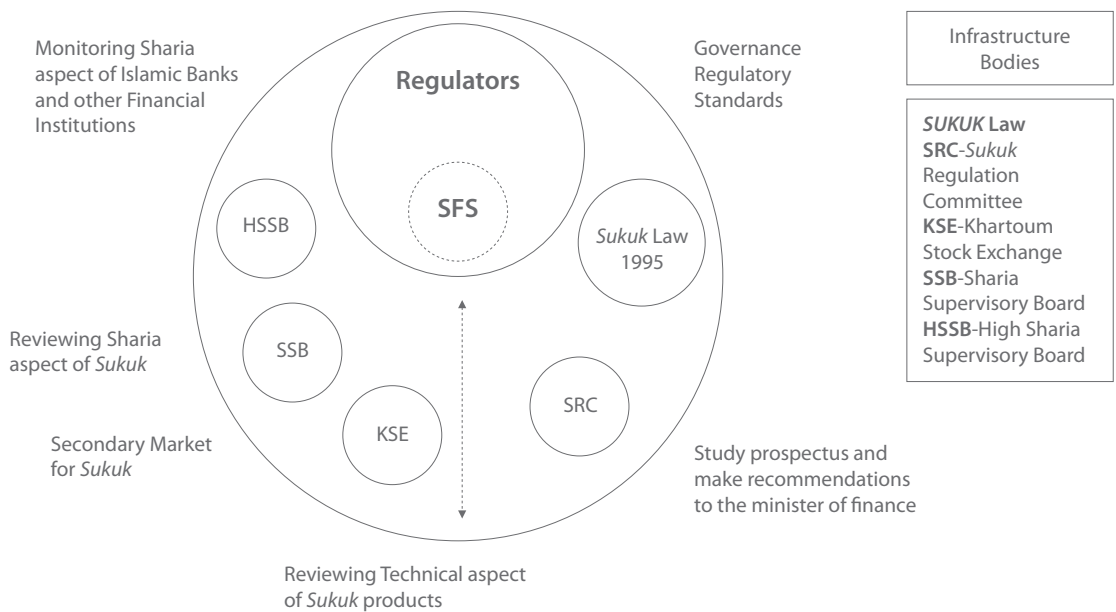 Monitoring Sharia
aspect of Islamic Banks
and other Financial
Institutions
Regulators
SFS
Governance
Regulatory
Standards
HSSB
Sukuk Law
1995
Reviewing Sharia
aspect of Sukuk
SSB
KSE
SRC
Secondary Market
for Sukuk
Study prospectus and
make recommendations
to the minister of finance
Reviewing Technical aspect
of Sukuk products
Infrastructure
Bodies
SUKUK Law
SRC-Sukuk
Regulation
Committee
KSE-Khartoum
Stock Exchange
SSB-Sharia
Supervisory Board
HSSB-High Sharia
Supervisory Board